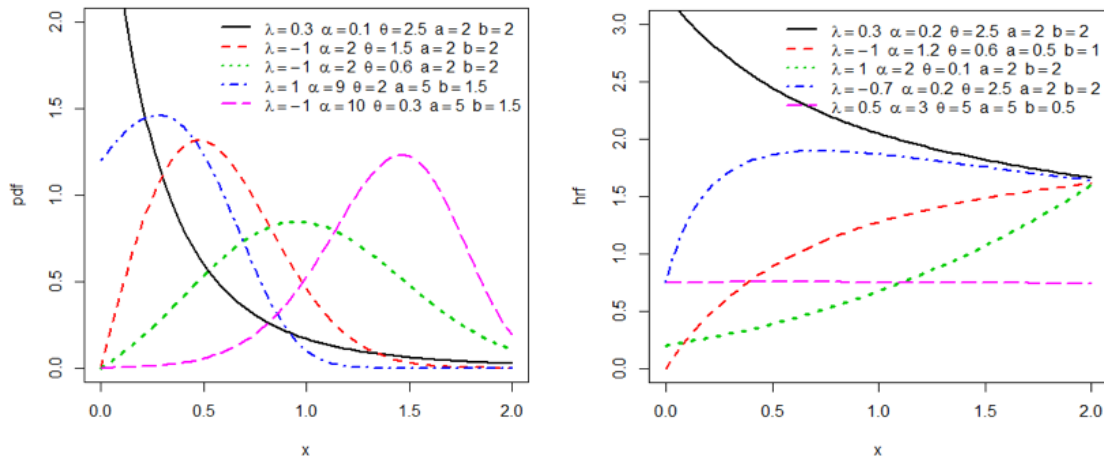 λ=0.3 α=0.1 θ=2.5 a=2 b=2
λ=−1 α=2 θ=1.5 a=2 b=2
λ=−1 α=2 θ=0.6 a=2 b=2
λ=1 α=9 θ=2 a=5 b=1.5
λ=−1 α=10 θ=0.3 a=5 b=1.5
pdf
2.0
1.5
1.0
0.5
0.0
0.0 0.5 1.0 1.5 2.0
x
λ=0.3 α=0.2 θ=2.5 a=2 b=2
λ=−1 α=1.2 θ=0.6 a=0.5 b=1
λ=1 α=2 θ=0.1 a=2 b=2
λ=−0.7 α=0.2 θ=2.5 a=2 b=2
λ=0.5 α=3 θ=5 a=5 b=0.5
hrf
3.0
2.5
2.0
1.5
1.0
0.5
0.0
0.0 0.5 1.0 1.5 2.0
x